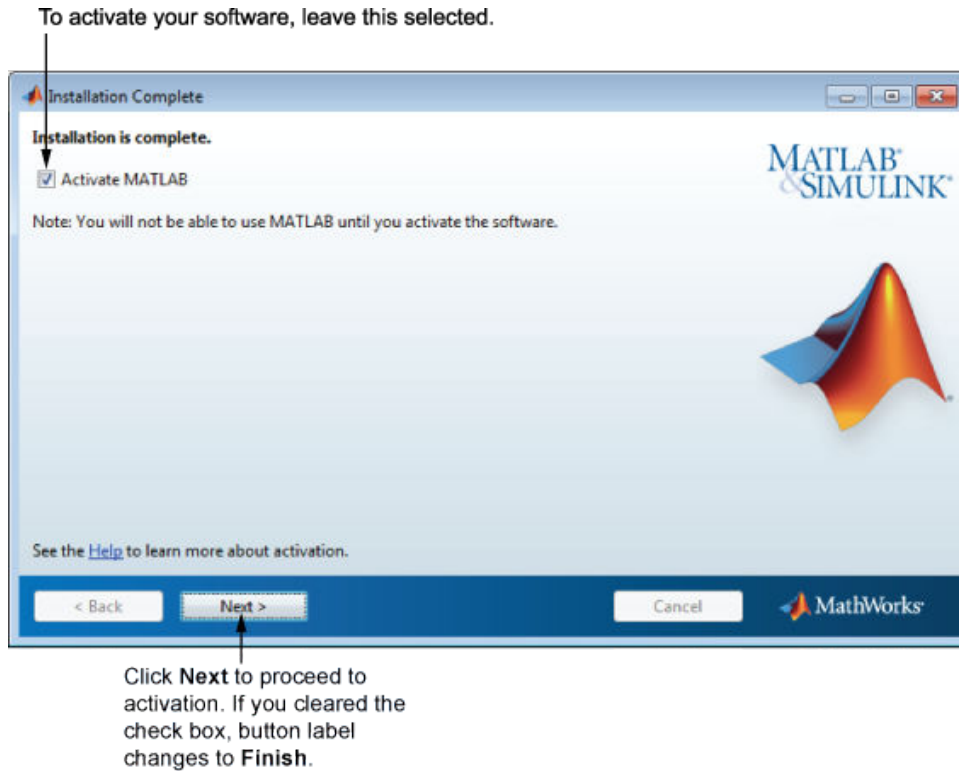 To activate your software, leave this selected.
Installation Complete
Installation is complete.
Activate MATLAB
Note: You will not be able to use MATLAB until you activate the software.
MATLAB®
&SIMULINK®
See the Help to learn more about activation.
< Back
Next >
Cancel
MathWorks®
Click Next to proceed to
activation. If you cleared the
check box, button label
changes to Finish.